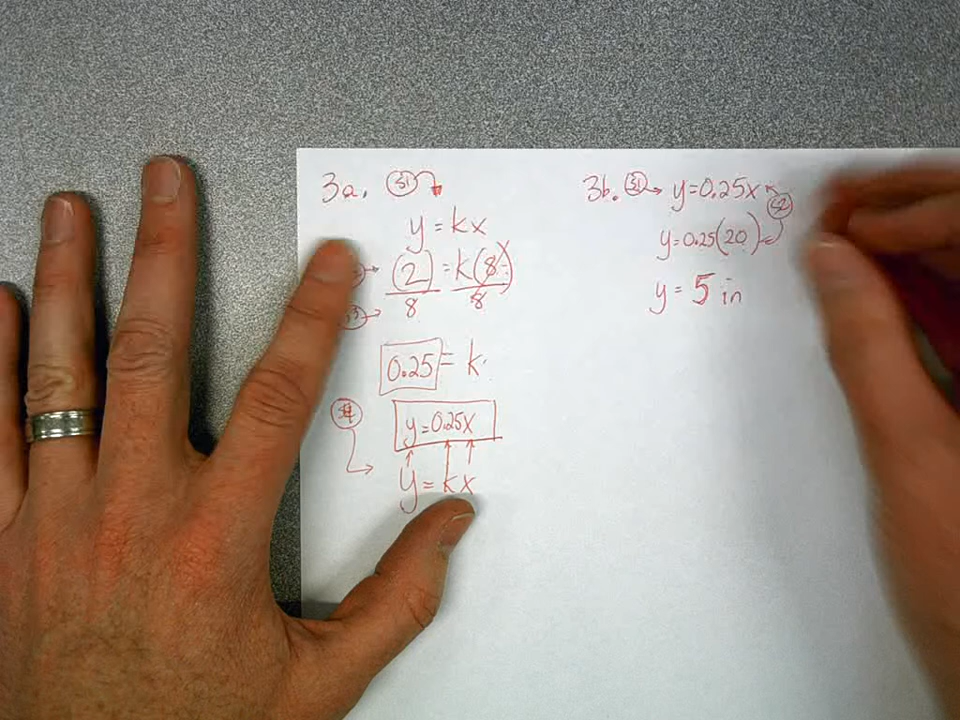 3a. S1
y = kx
(2) = k(8)
8 8
0.25 = k
S4 y=0.25x
y = kx
3b. S1 → y=0.25x
S2
y=0.25(20)
y = 5 in